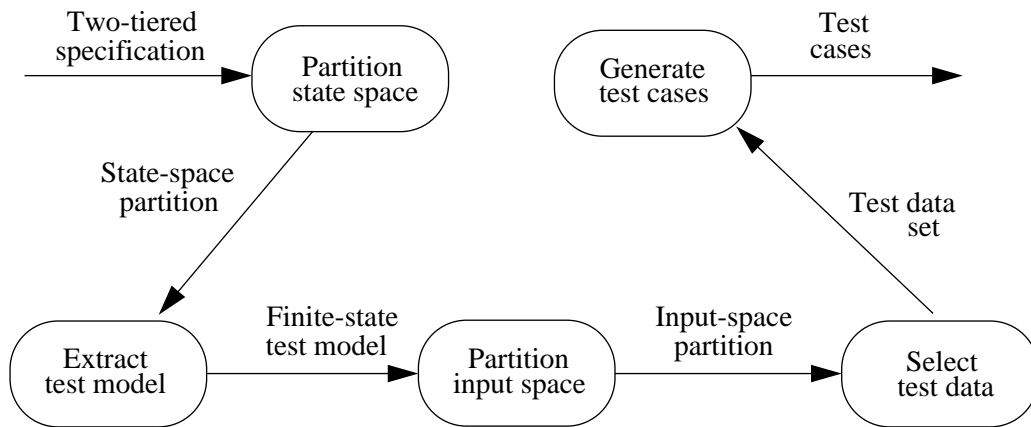 Two-tiered
specification
Partition
state space
State-space
partition
Extract
test model
Finite-state
test model
Partition
input space
Input-space
partition
Select
test data
Test data
set
Generate
test cases
Test
cases